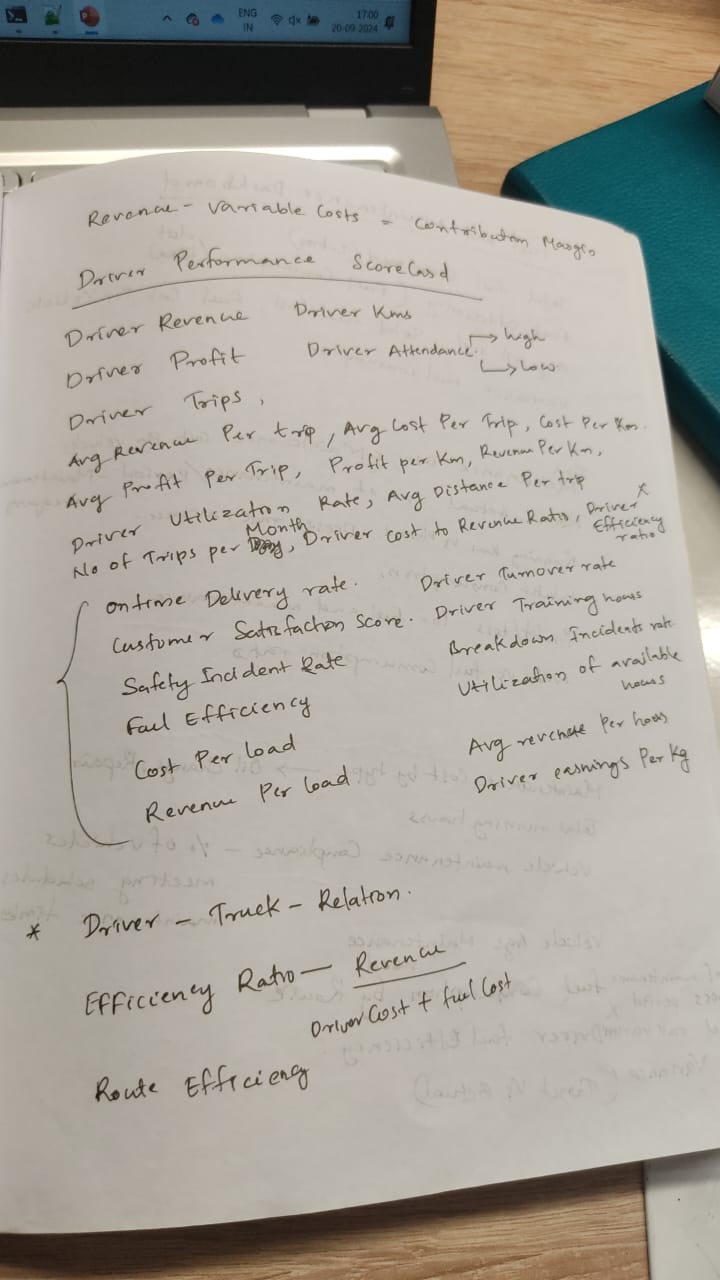 ENG
IN
17:00
20-09-2024
Revenue - Variable Costs = Contribution Margin
Driver Performance Scorecard
Driver Revenue Driver Kms
Driver Profit Driver Attendance → high
→ Low
Driver Trips,
Avg Revenue Per trip, Avg Cost Per Trip, Cost Per Km.
Avg Profit Per Trip, Profit per Km, Revenue Per Km,
Driver Utilization Rate, Avg Distance Per trip
No of Trips per Month, Driver cost to Revenue Ratio, Driver Efficiency ratio x
ontime Delivery rate. Driver Turnover rate
Customer Satisfaction Score. Driver Training hours
Safety Incident Rate Breakdown Incidents rate
Fuel Efficiency Utilization of available hours
Cost Per load Avg revenue Per hour
Revenue Per load Driver earnings Per Kg
* Driver - Truck - Relation.
Efficiency Ratio — Revenue
Driver Cost + fuel Cost
Route Efficiency